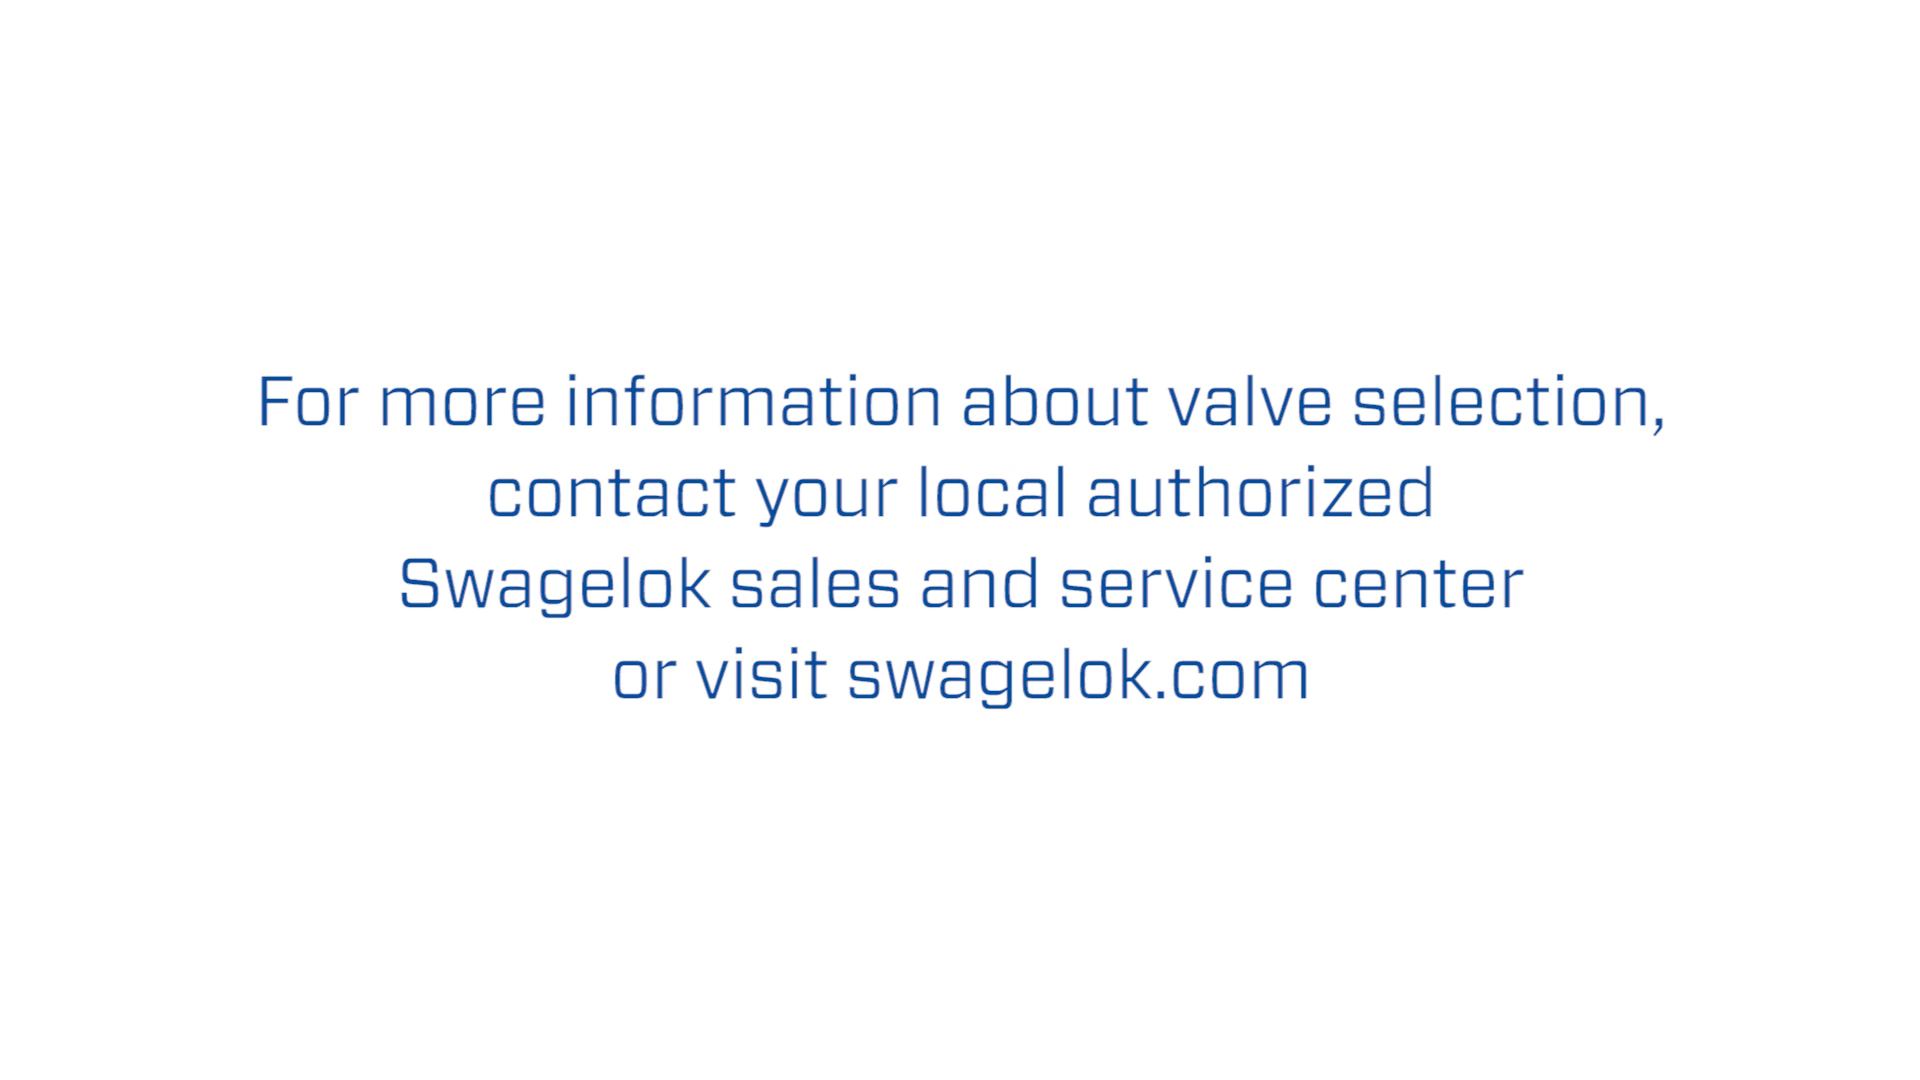 For more information about valve selection,
contact your local authorized
Swagelok sales and service center
or visit swagelok.com